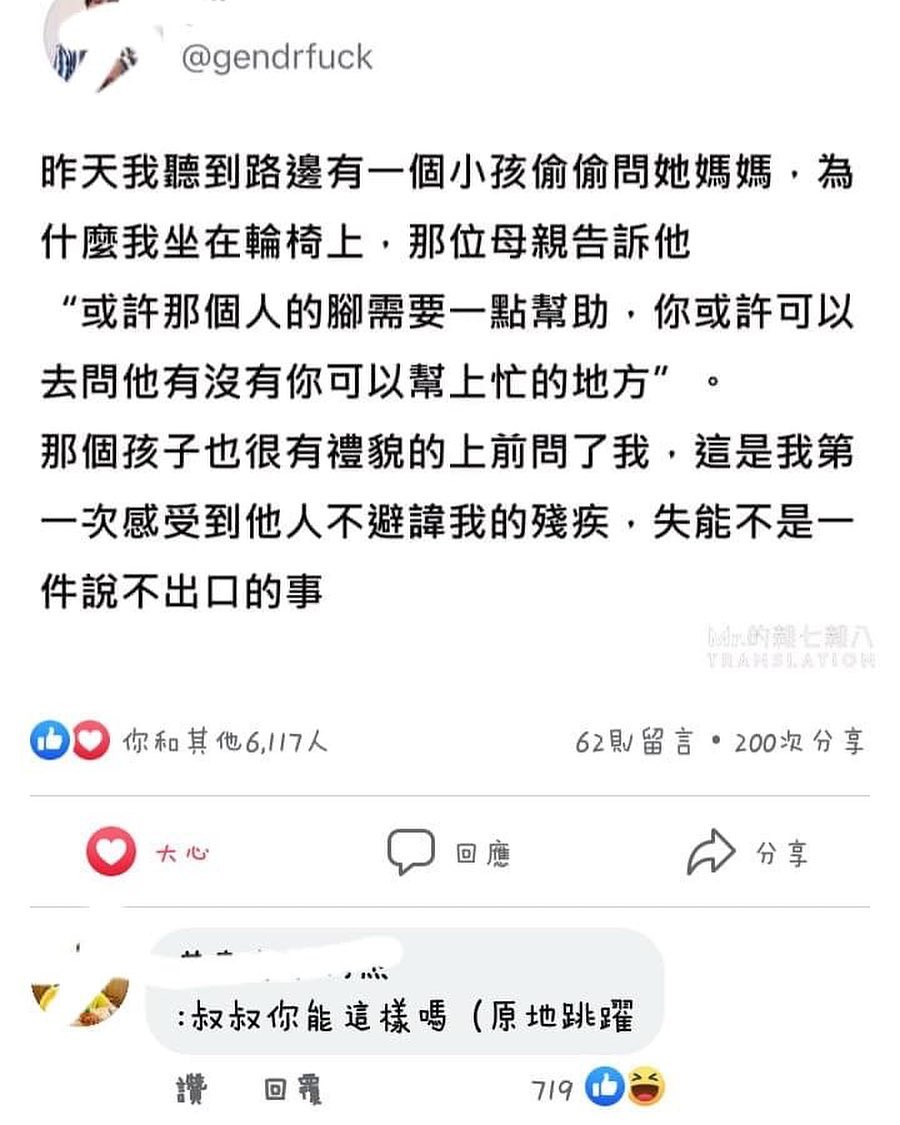 @gendrfuck
昨天我聽到路邊有一個小孩偷偷問她媽媽，為
什麼我坐在輪椅上，那位母親告訴他
“或許那個人的腳需要一點幫助，你或許可以
去問他有沒有你可以幫上忙的地方”。
那個孩子也很有禮貌的上前問了我，這是我第
一次感受到他人不避諱我的殘疾，失能不是一
件說不出口的事
Mr.的雜七雜八
TRANSLATION
你和其他6,117人
62則留言•200次分享
大心
回應
分享
:叔叔你能這樣嗎（原地跳躍
讚 回覆 719